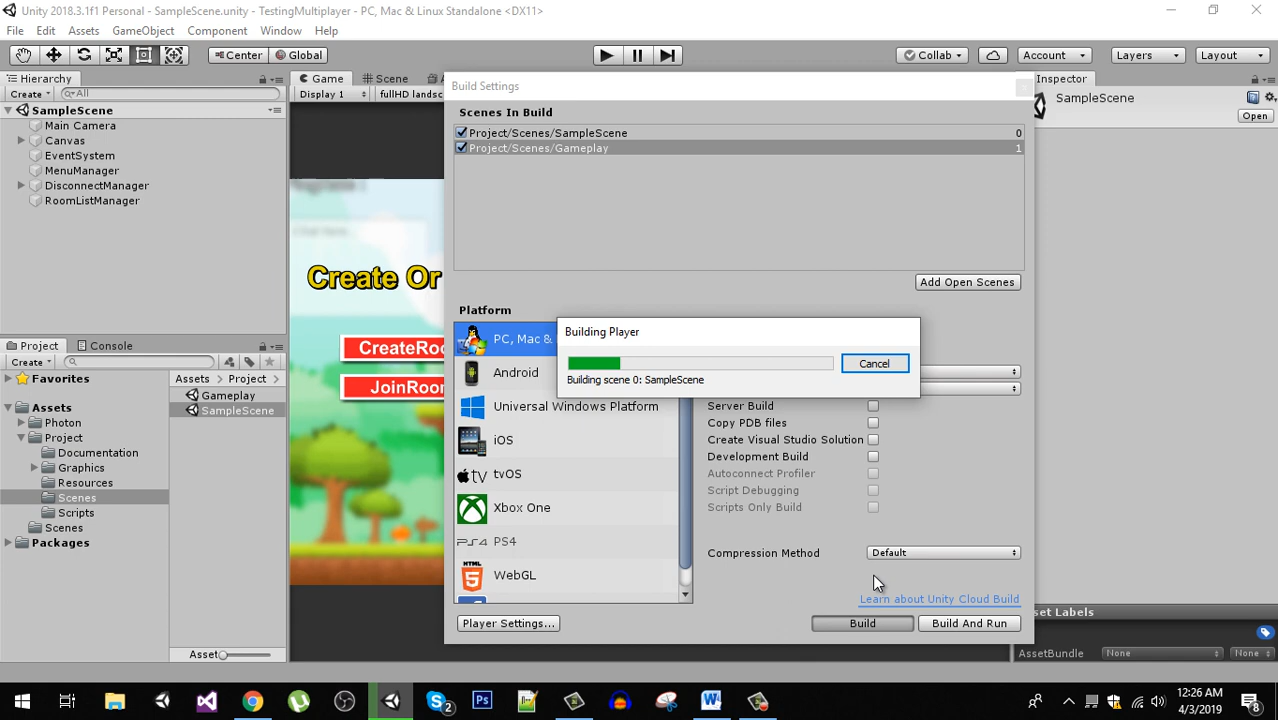 Unity 2018.3.1f1 Personal - SampleScene.unity - TestingMultiplayer - PC, Mac & Linux Standalone <DX11>
File Edit Assets GameObject Component Window Help
Center Global Collab Account Layers Layout
Hierarchy Game Scene Build Settings Inspector
Create All Display 1 fullHD landsc SampleScene
SampleScene Scenes In Build Open
Main Camera Project/Scenes/SampleScene 0
Canvas Project/Scenes/Gameplay 1
EventSystem
MenuManager
DisconnectManager
RoomListManager
Create Or
Add Open Scenes
Platform
Building Player
PC, Mac &
CreateRoo
Cancel
Building scene 0: SampleScene
JoinRoom
Project Console
Create
Favorites Assets Project
Assets Gameplay
Photon SampleScene
Project
Documentation
Graphics
Resources
Scenes
Scripts
Scenes
Packages
Asset
Android
Universal Windows Platform
iOS
tvOS
Xbox One
PS4
HTML
WebGL
Server Build
Copy PDB files
Create Visual Studio Solution
Development Build
Autoconnect Profiler
Script Debugging
Scripts Only Build
Compression Method Default
Learn about Unity Cloud Build
Player Settings... Build Build And Run
set Labels
AssetBundle None None
12:26 AM
4/3/2019